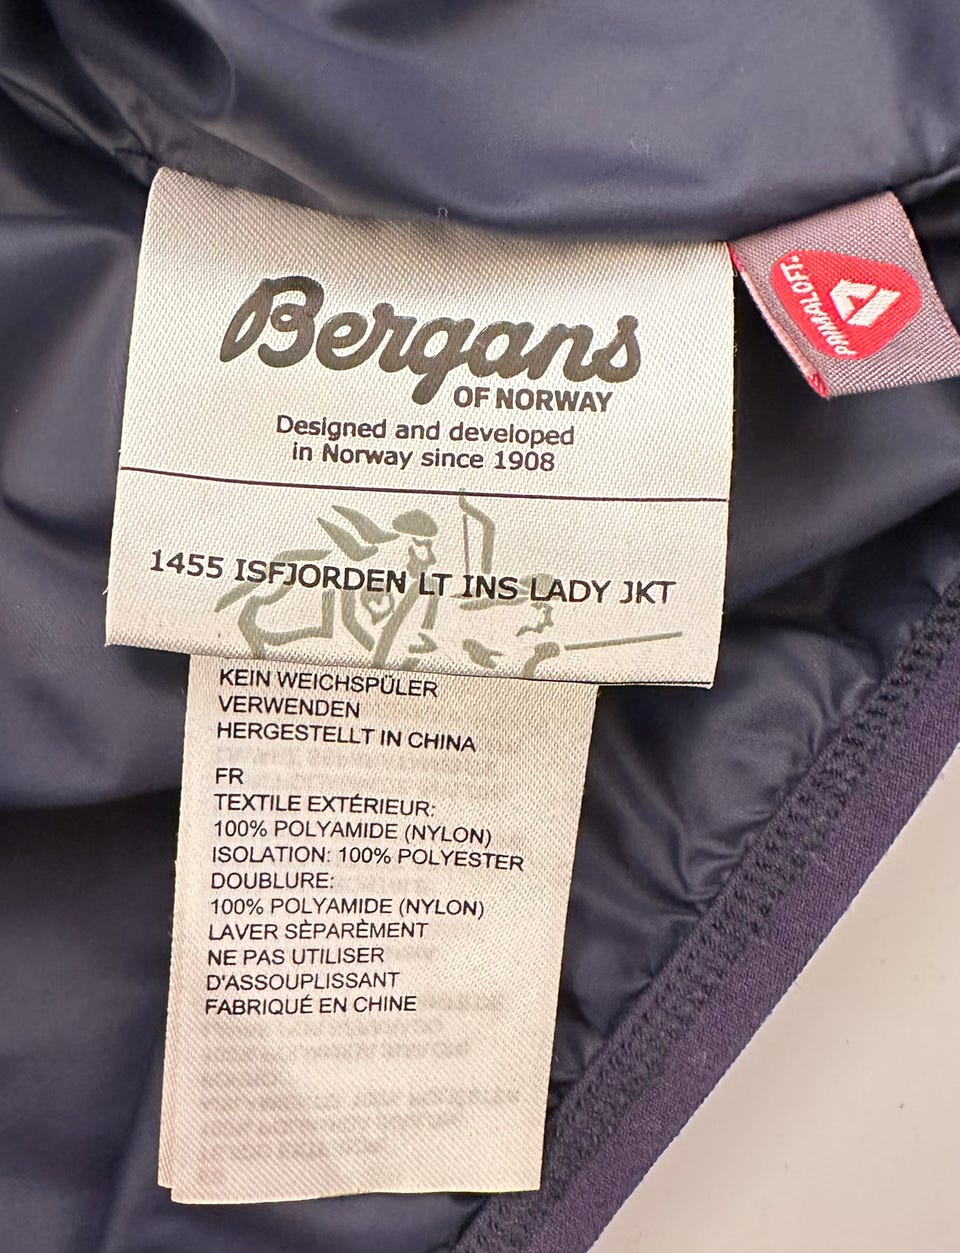 Bergans
OF NORWAY
Designed and developed
in Norway since 1908
PRIMALOFT
1455 ISFJORDEN LT INS LADY JKT
KEIN WEICHSPÜLER
VERWENDEN
HERGESTELLT IN CHINA
FR
TEXTILE EXTÉRIEUR:
100% POLYAMIDE (NYLON)
ISOLATION: 100% POLYESTER
DOUBLURE:
100% POLYAMIDE (NYLON)
LAVER SÈPARÈMENT
NE PAS UTILISER
D'ASSOUPLISSANT
FABRIQUÉ EN CHINE